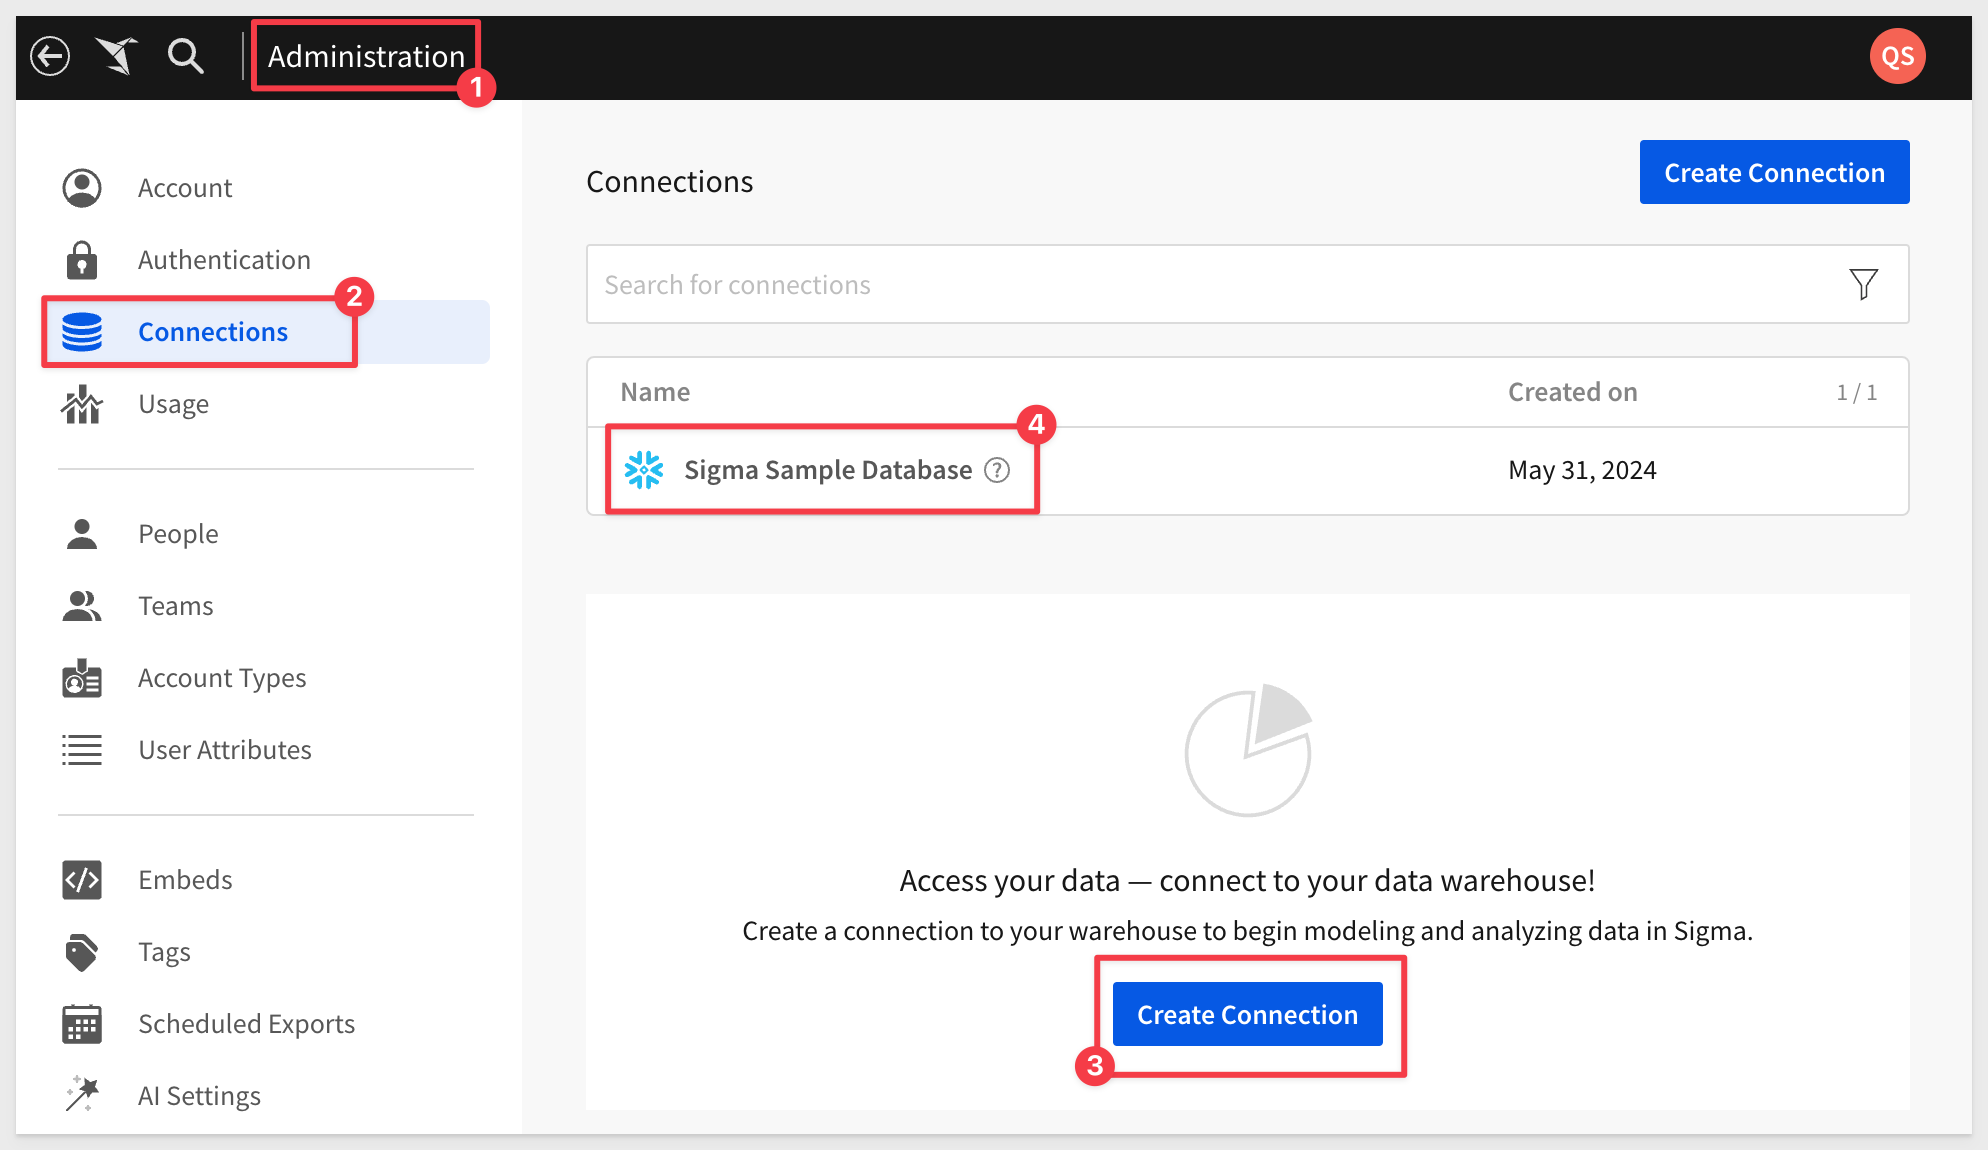 Administration
1
QS
Account
Authentication
2
Connections
Usage
People
Teams
Account Types
User Attributes
Embeds
Tags
Scheduled Exports
AI Settings
Connections
Create Connection
Search for connections
Name Created on 1 / 1
4
Sigma Sample Database ? May 31, 2024
Access your data — connect to your data warehouse!
Create a connection to your warehouse to begin modeling and analyzing data in Sigma.
Create Connection
3